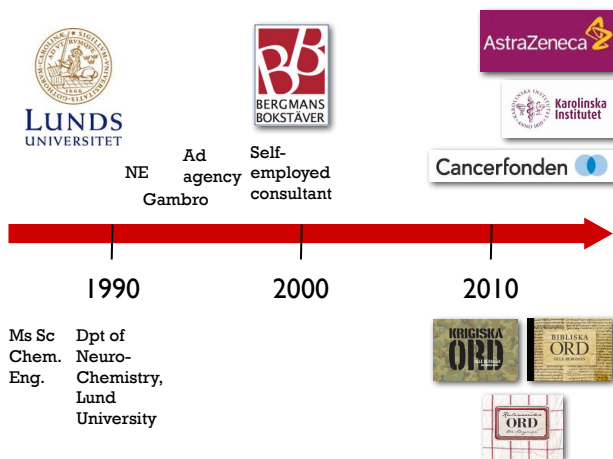 LUNDS
UNIVERSITET
BB
BERGMANS
BOKSTÄVER
AstraZeneca
Karolinska
Institutet
Cancerfonden
NE
Ad
agency
Gambro
Self-
employed
consultant
1990
2000
2010
Ms Sc
Chem.
Eng.
Dpt of
Neuro-
Chemistry,
Lund
University
KRIGISKA
ORD
BIBLISKA
ORD
ORD